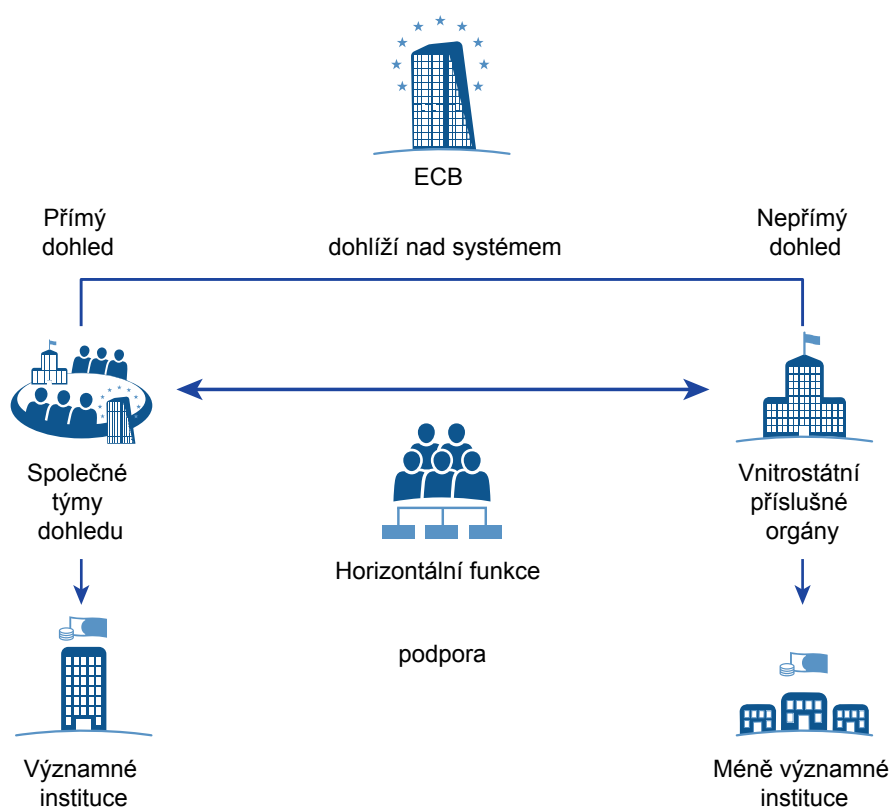 ECB
Přímý
dohled
dohlíží nad systémem
Nepřímý
dohled
Společné
týmy
dohledu
Horizontální funkce
Vnitrostátní
příslušné
orgány
podpora
Významné
instituce
Méně významné
instituce